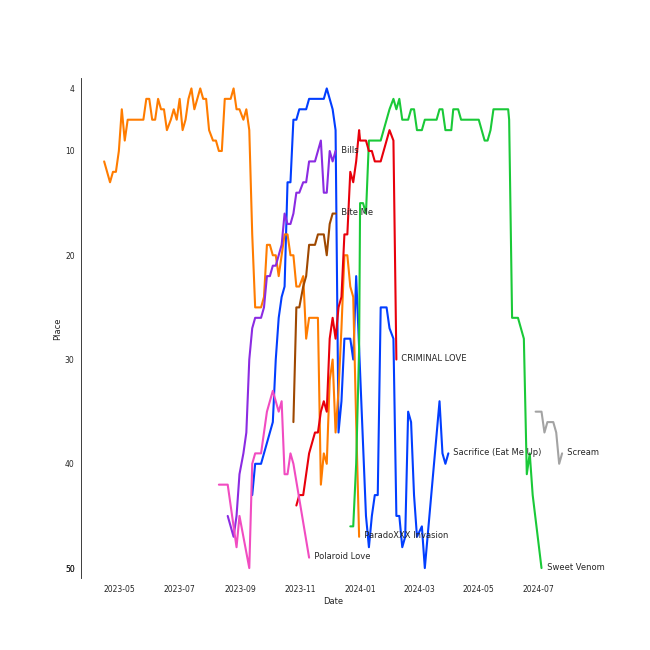 4
10
20
30
40
50
Place
Bills
Bite Me
CRIMINAL LOVE
Sacrifice (Eat Me Up)
Scream
ParadoXXX Invasion
Polaroid Love
Sweet Venom
2023-05
2023-07
2023-09
2023-11
2024-01
2024-03
2024-05
2024-07
Date